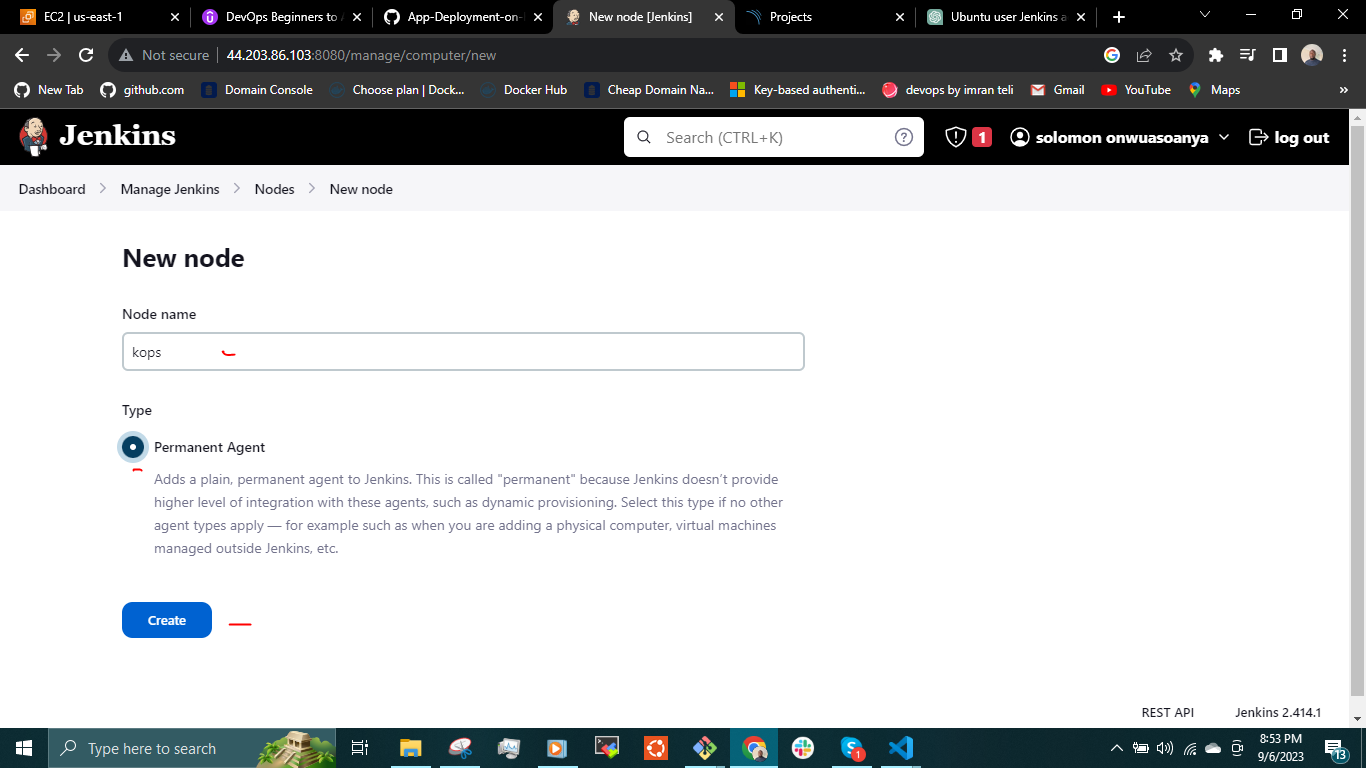 EC2 | us-east-1
DevOps Beginners to A
App-Deployment-on-
New node [Jenkins]
Projects
Ubuntu user Jenkins a
Not secure
44.203.86.103:8080/manage/computer/new
New Tab
github.com
Domain Console
Choose plan | Dock...
Docker Hub
Cheap Domain Na...
Key-based authenti...
devops by imran teli
Gmail
YouTube
Maps
»
Jenkins
Search (CTRL+K)
1
solomon onwuasoanya
log out
Dashboard
Manage Jenkins
Nodes
New node
New node
Node name
kops
Type
Permanent Agent
Adds a plain, permanent agent to Jenkins. This is called "permanent" because Jenkins doesn’t provide
higher level of integration with these agents, such as dynamic provisioning. Select this type if no other
agent types apply — for example such as when you are adding a physical computer, virtual machines
managed outside Jenkins, etc.
Create
REST API
Jenkins 2.414.1
Type here to search
1
8:53 PM
9/6/2023
13